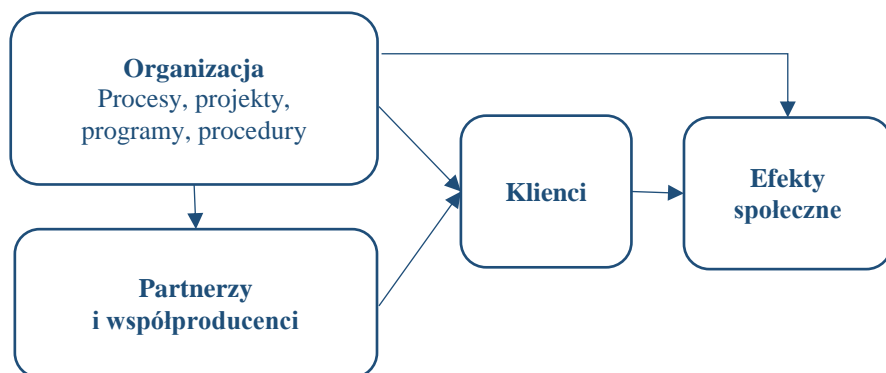 Organizacja
Procesy, projekty,
programy, procedury
Klienci
Efekty
społeczne
Partnerzy
i współproducenci